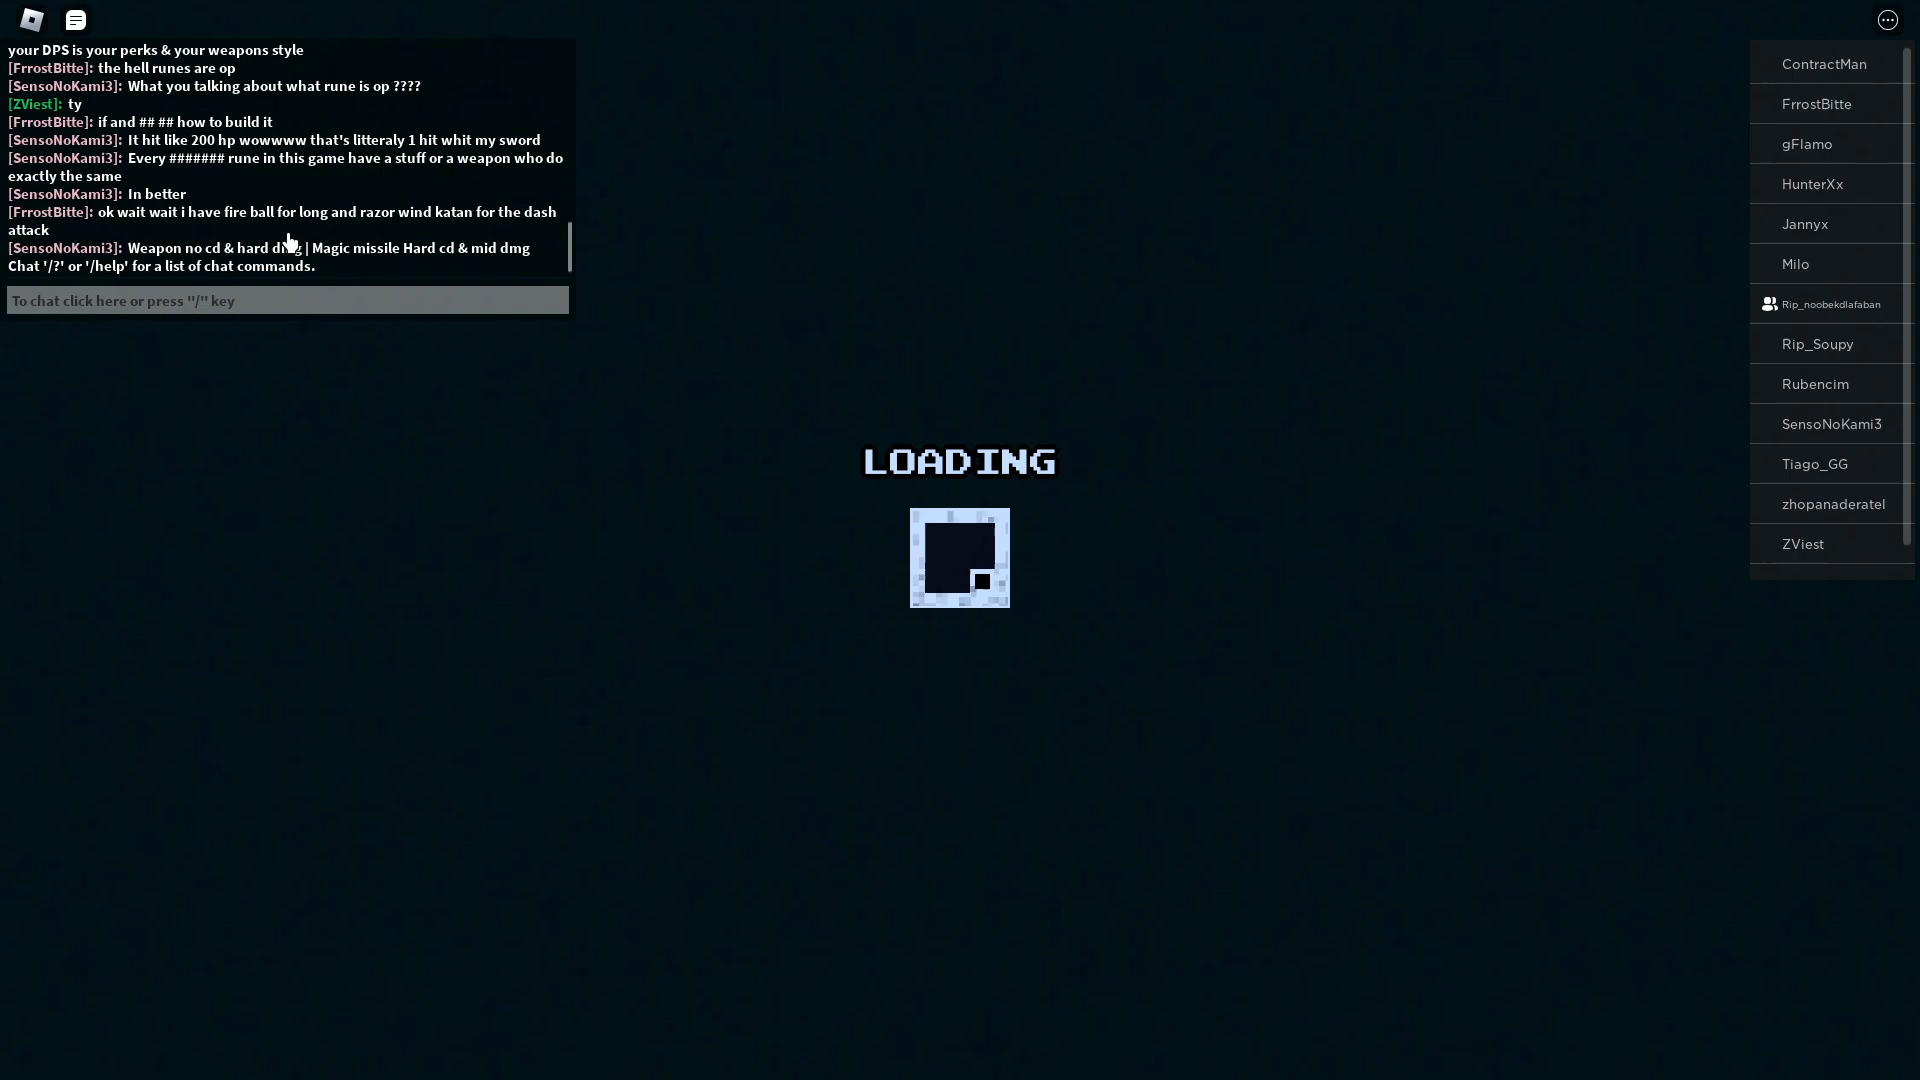 your DPS is your perks & your weapons style
[FrrostBitte]: the hell runes are op
[SensoNoKami3]: What you talking about what rune is op ????
[ZViest]: ty
[FrrostBitte]: if and ## ## how to build it
[SensoNoKami3]: It hit like 200 hp wowwww that's litteraly 1 hit whit my sword
[SensoNoKami3]: Every ####### rune in this game have a stuff or a weapon who do
exactly the same
[SensoNoKami3]: In better
[FrrostBitte]: ok wait wait i have fire ball for long and razor wind katan for the dash
attack
[SensoNoKami3]: Weapon no cd & hard dmg | Magic missile Hard cd & mid dmg
Chat '/?' or '/help' for a list of chat commands.
To chat click here or press "/" key
LOADING
ContractMan
FrrostBitte
gFlamo
HunterXx
Jannyx
Milo
Rip_noobekdlafaban
Rip_Soupy
Rubencim
SensoNoKami3
Tiago_GG
zhopanaderatel
ZViest